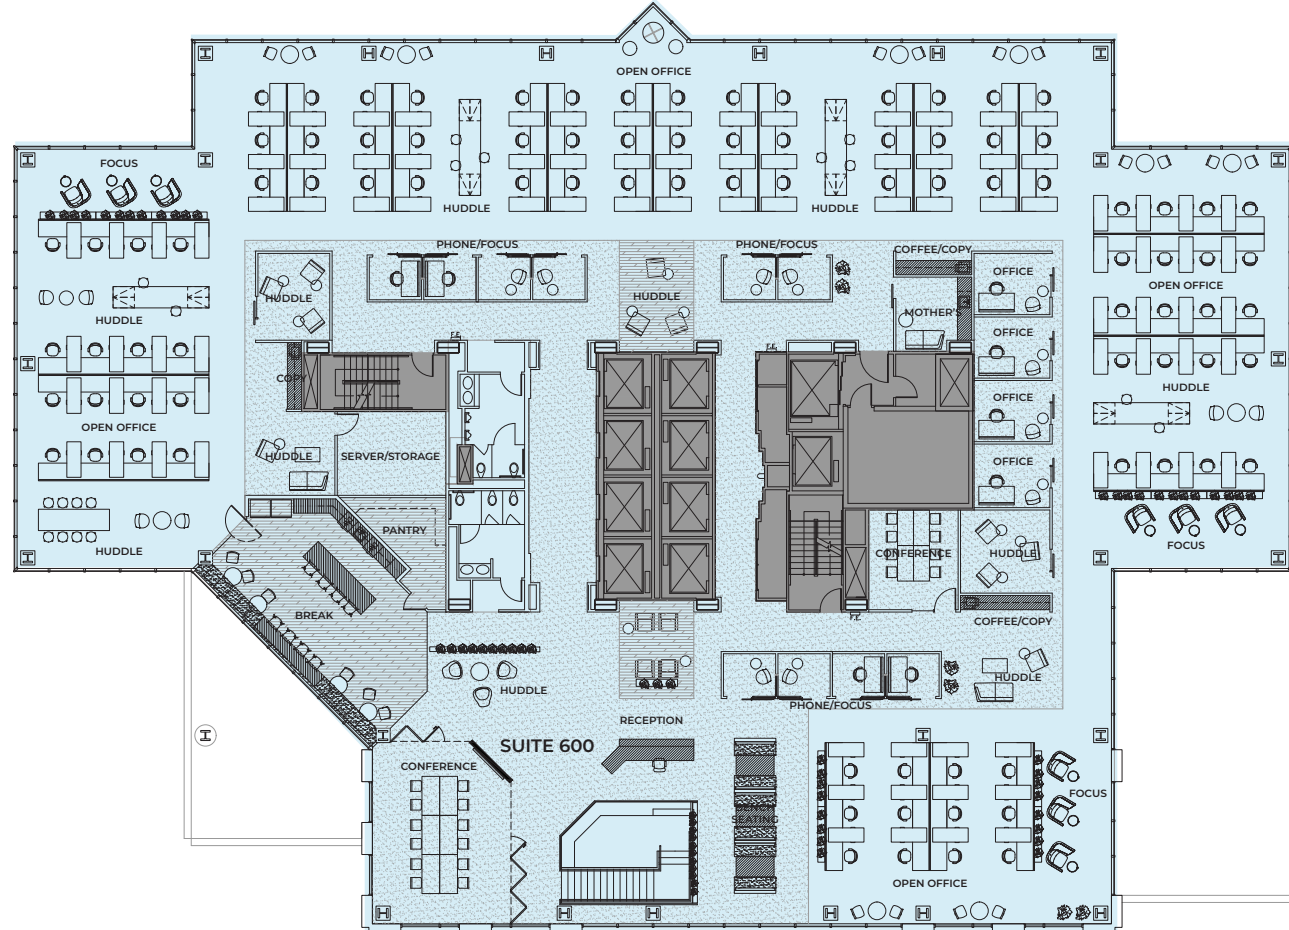 OPEN OFFICE
FOCUS
HUDDLE
HUDDLE
PHONE/FOCUS
PHONE/FOCUS
COFFEE/COPY
OFFICE
OPEN OFFICE
HUDDLE
HUDDLE
MOTHER'S
HUDDLE
OFFICE
F.E.
F.E.
COPY
HUDDLE
OFFICE
OPEN OFFICE
HUDDLE
SERVER/STORAGE
OFFICE
PANTRY
HUDDLE
CONFERENCE
HUDDLE
FOCUS
BREAK
F.E.
COFFEE/COPY
HUDDLE
HUDDLE
PHONE/FOCUS
RECEPTION
SUITE 600
CONFERENCE
FOCUS
SEATING
OPEN OFFICE